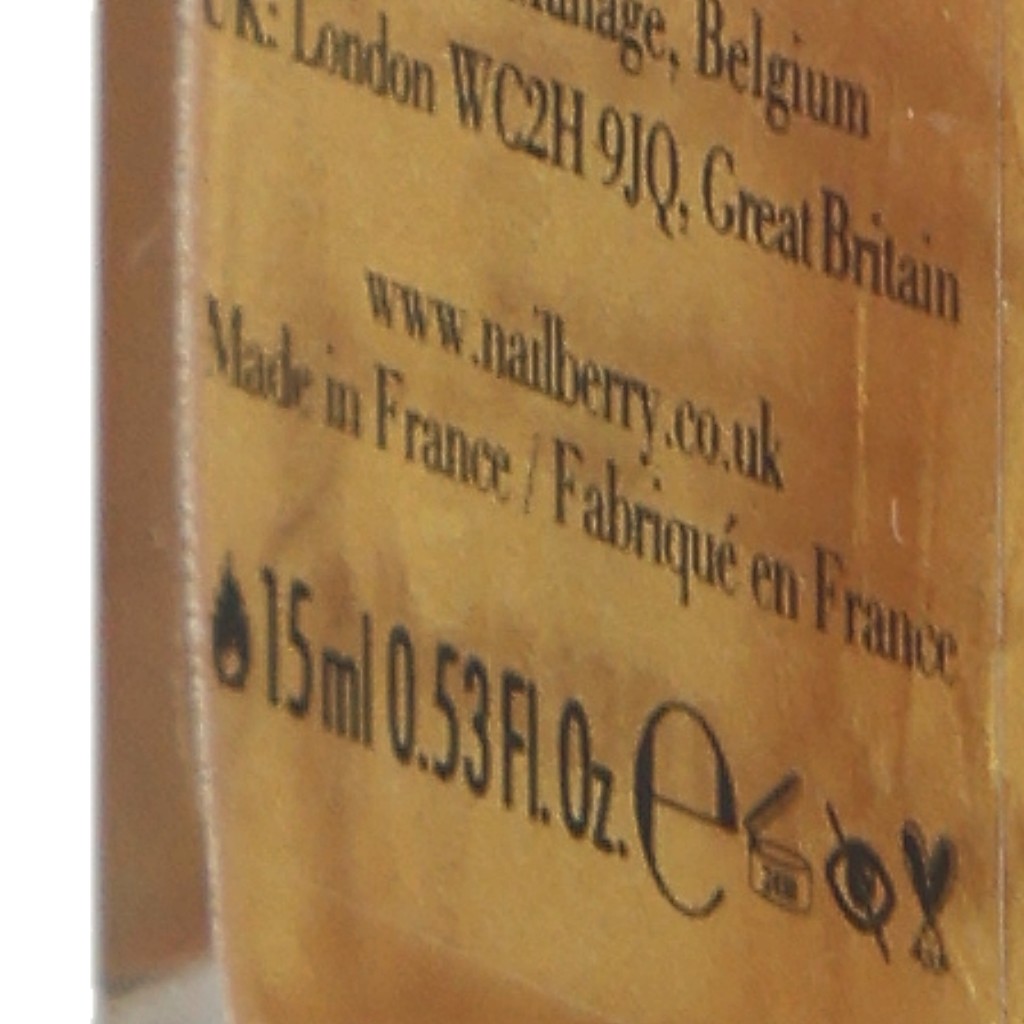 Belgium
UK: London WC2H 9JQ, Great Britain
www.nailberry.co.uk
Made in France / Fabriqué en France
15ml 0.53 Fl. Oz. e